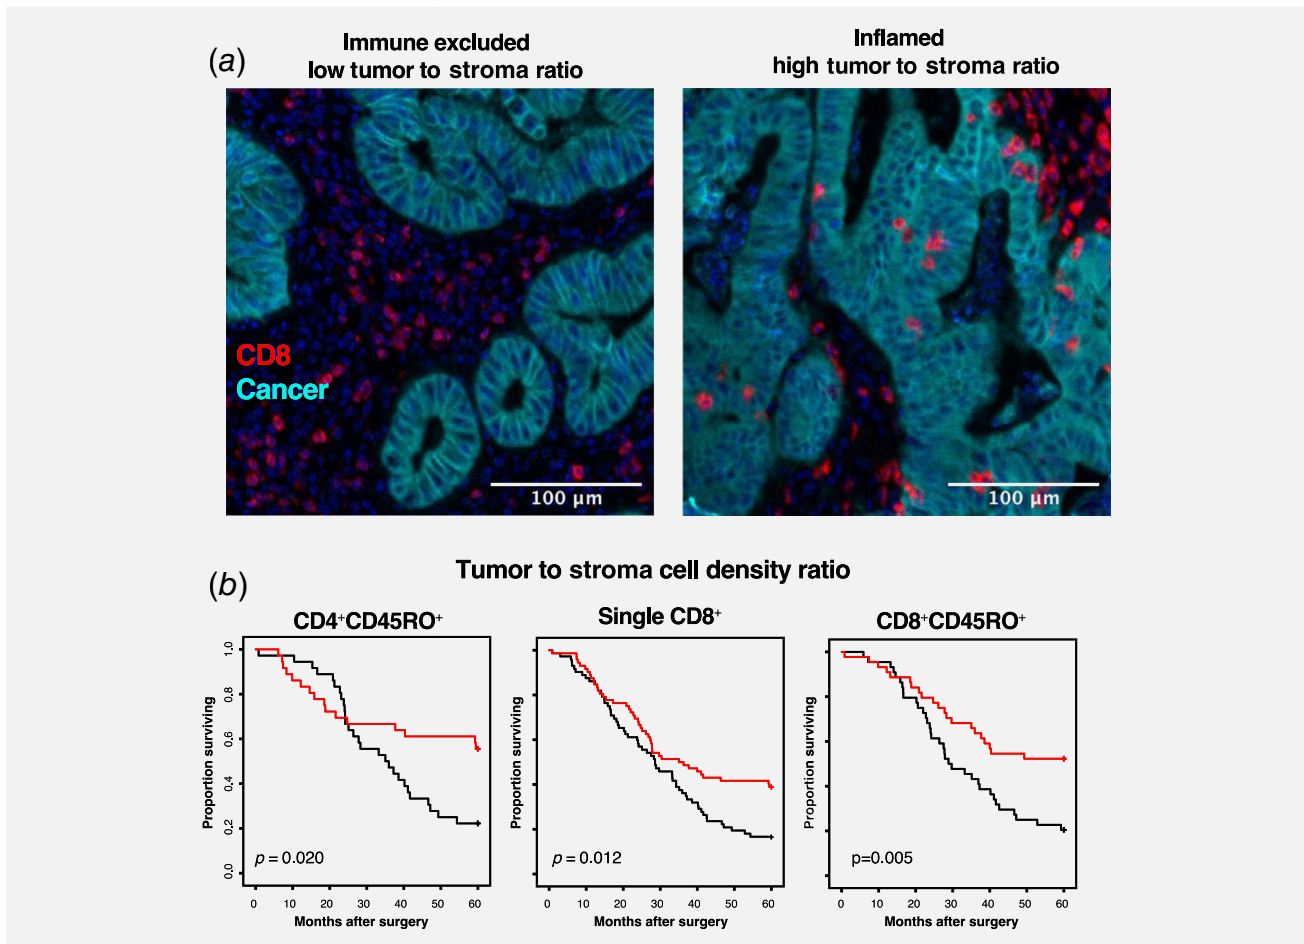 (a)
Immune excluded
low tumor to stroma ratio
Inflamed
high tumor to stroma ratio
CD8
Cancer
100 µm
100 µm
(b)
Tumor to stroma cell density ratio
CD4⁺CD45RO⁺
Single CD8⁺
CD8⁺CD45RO⁺
Proportion surviving
1.0
0.8
0.6
0.4
0.2
0.0
p = 0.020
0 10 20 30 40 50 60
Months after surgery
Proportion surviving
p = 0.012
0 10 20 30 40 50 60
Months after surgery
Proportion surviving
p=0.005
0 10 20 30 40 50 60
Months after surgery